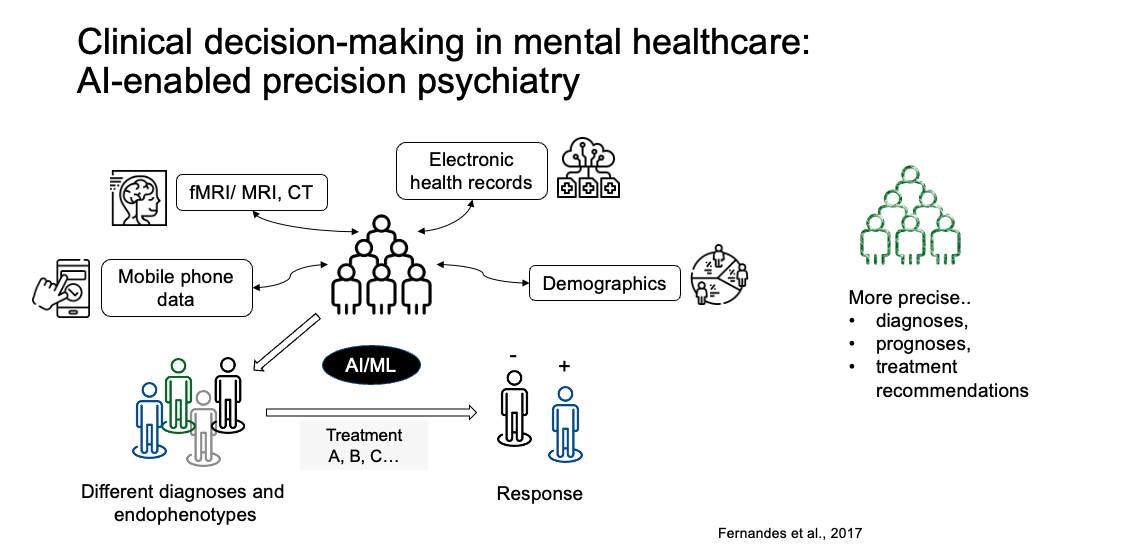 Clinical decision-making in mental healthcare:
AI-enabled precision psychiatry
Electronic
health records
fMRI/ MRI, CT
Mobile phone
data
Demographics
More precise..
• diagnoses,
• prognoses,
• treatment
recommendations
AI/ML
- 
+
Treatment
A, B, C...
Different diagnoses and
endophenotypes
Response
Fernandes et al., 2017